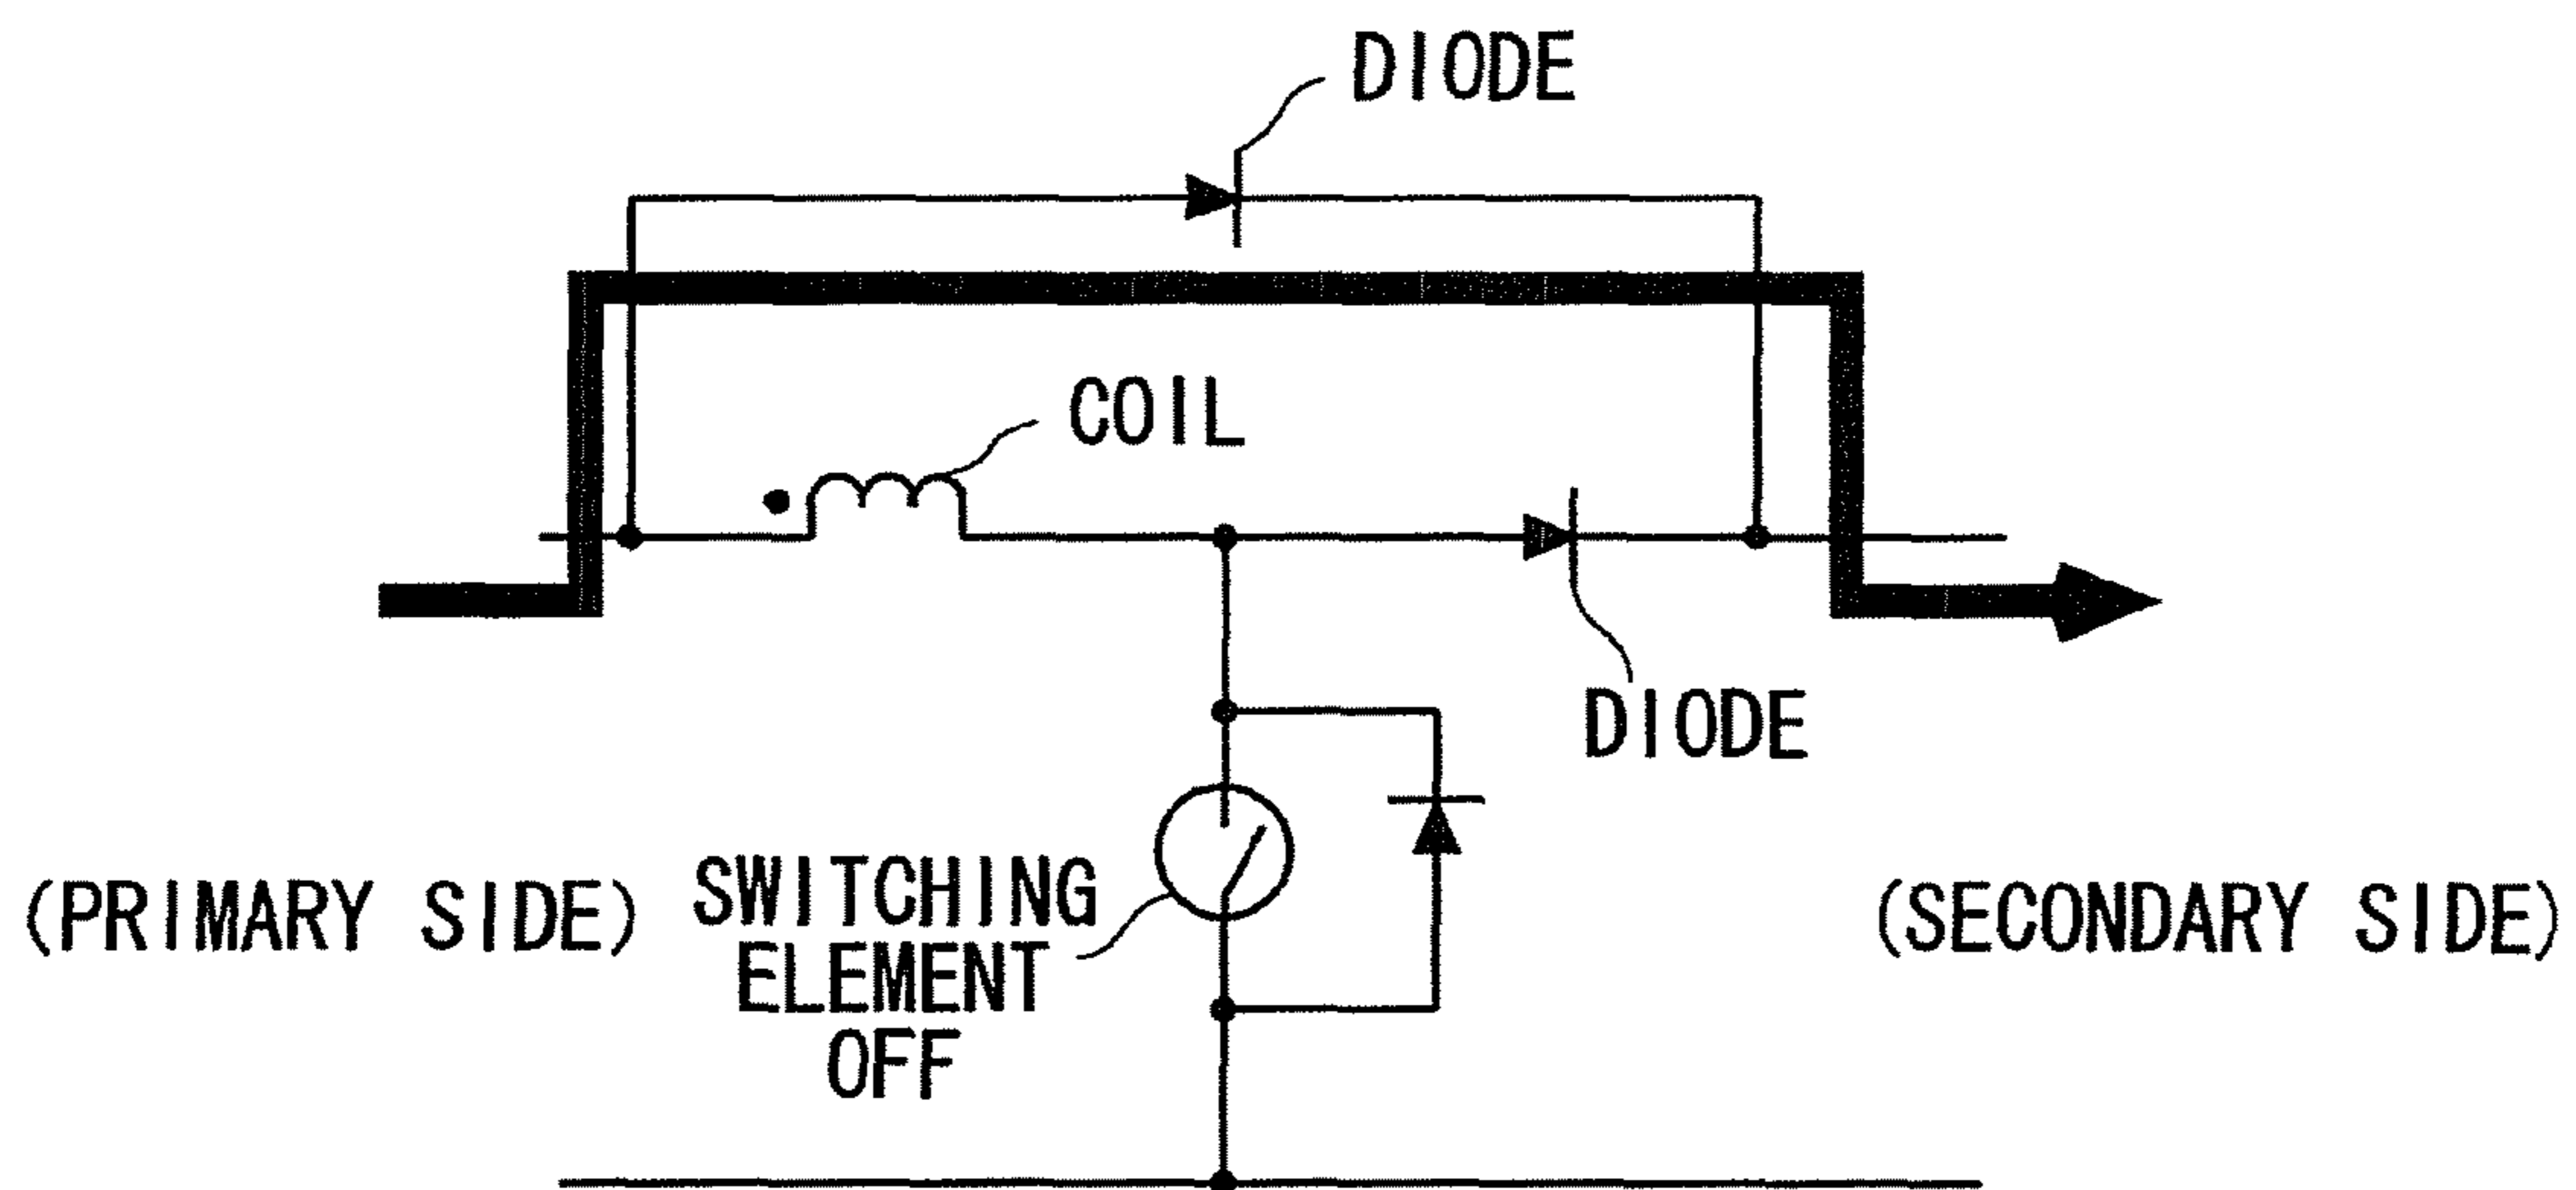 DIODE
COIL
DIODE
(PRIMARY SIDE)
SWITCHING
ELEMENT
OFF
(SECONDARY SIDE)